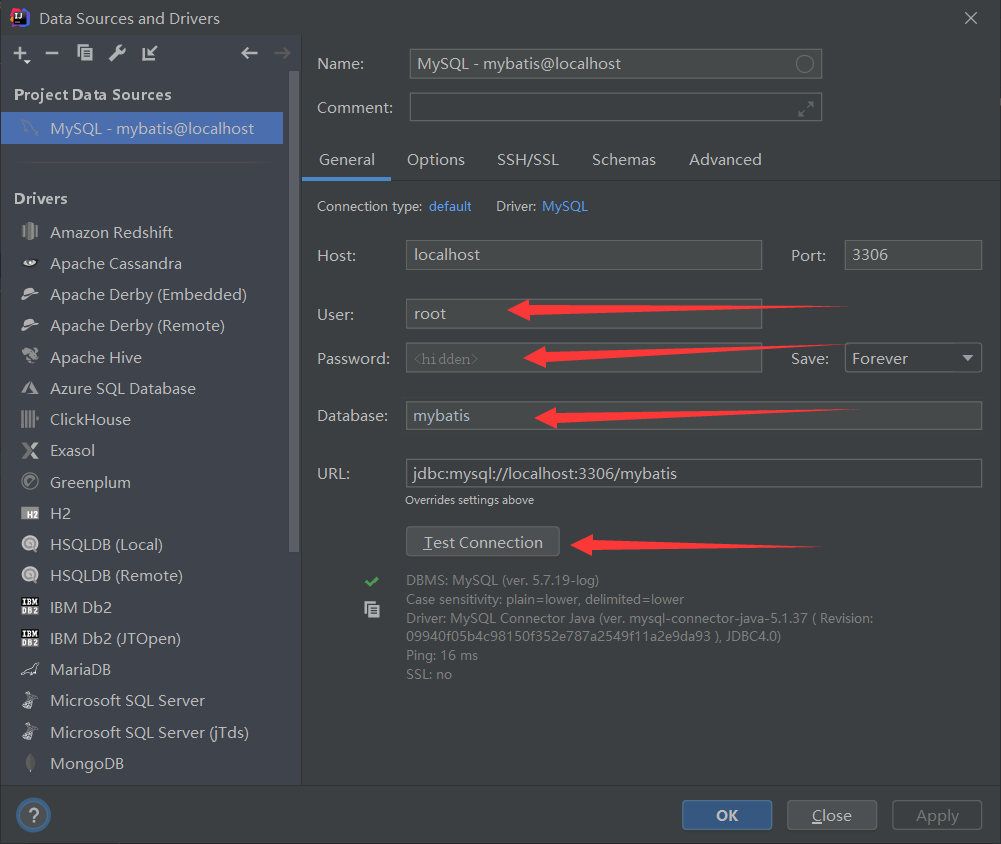 Data Sources and Drivers
Project Data Sources
MySQL - mybatis@localhost
Drivers
Amazon Redshift
Apache Cassandra
Apache Derby (Embedded)
Apache Derby (Remote)
Apache Hive
Azure SQL Database
ClickHouse
Exasol
Greenplum
H2
HSQLDB (Local)
HSQLDB (Remote)
IBM Db2
IBM Db2 (JTOpen)
MariaDB
Microsoft SQL Server
Microsoft SQL Server (jTds)
MongoDB
Name: MySQL - mybatis@localhost
Comment:
General Options SSH/SSL Schemas Advanced
Connection type: default Driver: MySQL
Host: localhost Port: 3306
User: root
Password: <hidden> Save: Forever
Database: mybatis
URL: jdbc:mysql://localhost:3306/mybatis
Overrides settings above
Test Connection
DBMS: MySQL (ver. 5.7.19-log)
Case sensitivity: plain=lower, delimited=lower
Driver: MySQL Connector Java (ver. mysql-connector-java-5.1.37 ( Revision:
09940f05b4c98150f352e787a2549f11a2e9da93 ), JDBC4.0)
Ping: 16 ms
SSL: no
? OK Close Apply